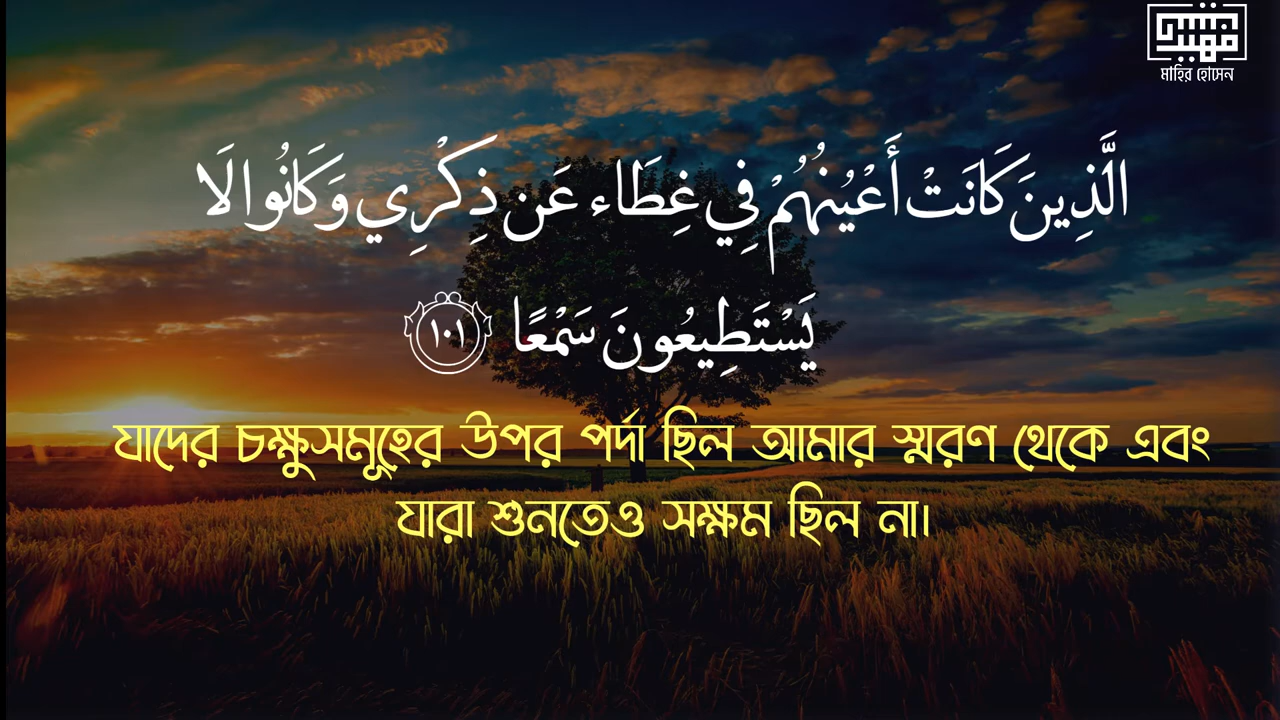 মাহির হোসেন
الَّذِينَ كَانَتْ أَعْيُنُهُمْ فِي غِطَاء عَن ذِكْرِي وَكَانُوا لَا
يَسْتَطِيعُونَ سَمْعًا ١٠١
যাদের চক্ষুসমূহের উপর পর্দা ছিল আমার স্মরণ থেকে এবং
যারা শুনতেও সক্ষম ছিল না।